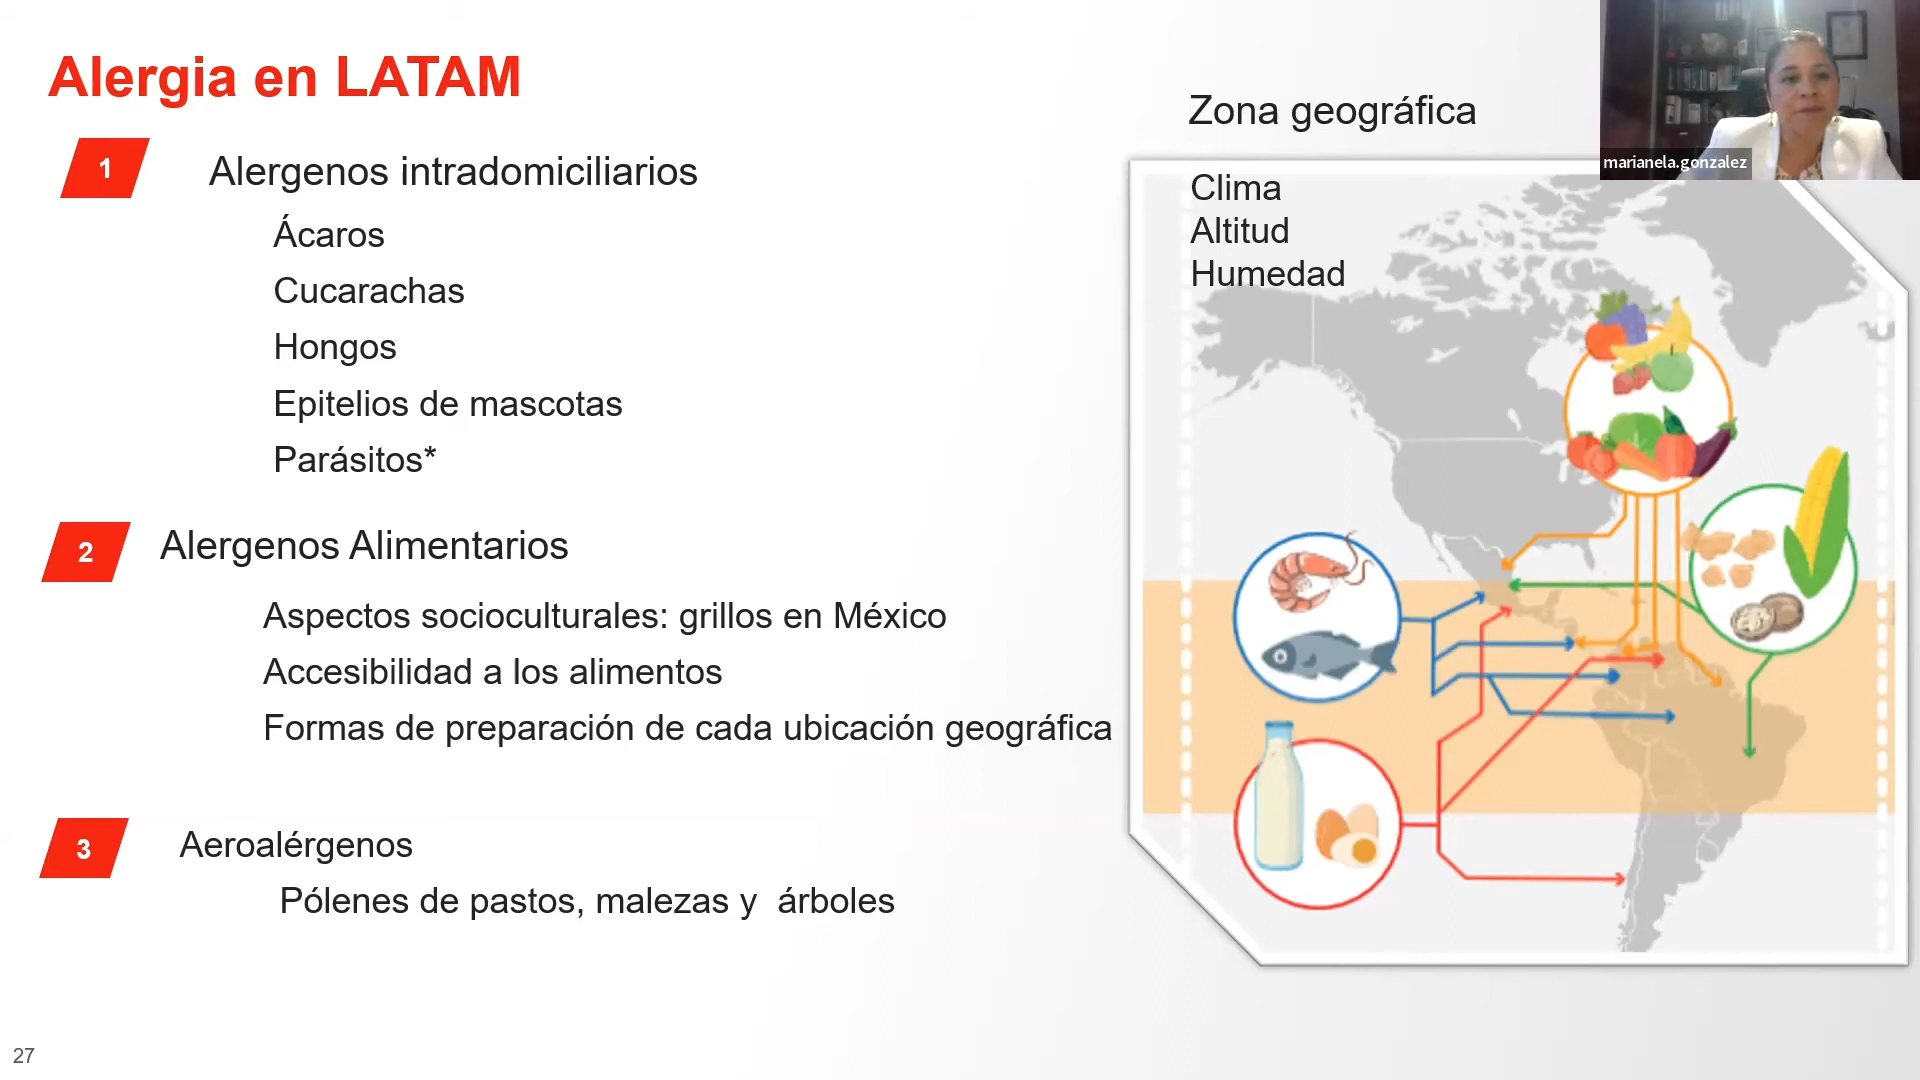 Alergia en LATAM
1
Alergenos intradomiciliarios
Ácaros
Cucarachas
Hongos
Epitelios de mascotas
Parásitos*
2
Alergenos Alimentarios
Aspectos socioculturales: grillos en México
Accesibilidad a los alimentos
Formas de preparación de cada ubicación geográfica
3
Aeroalérgenos
Pólenes de pastos, malezas y  árboles
Zona geográfica
Clima
Altitud
Humedad
marianela.gonzalez
27